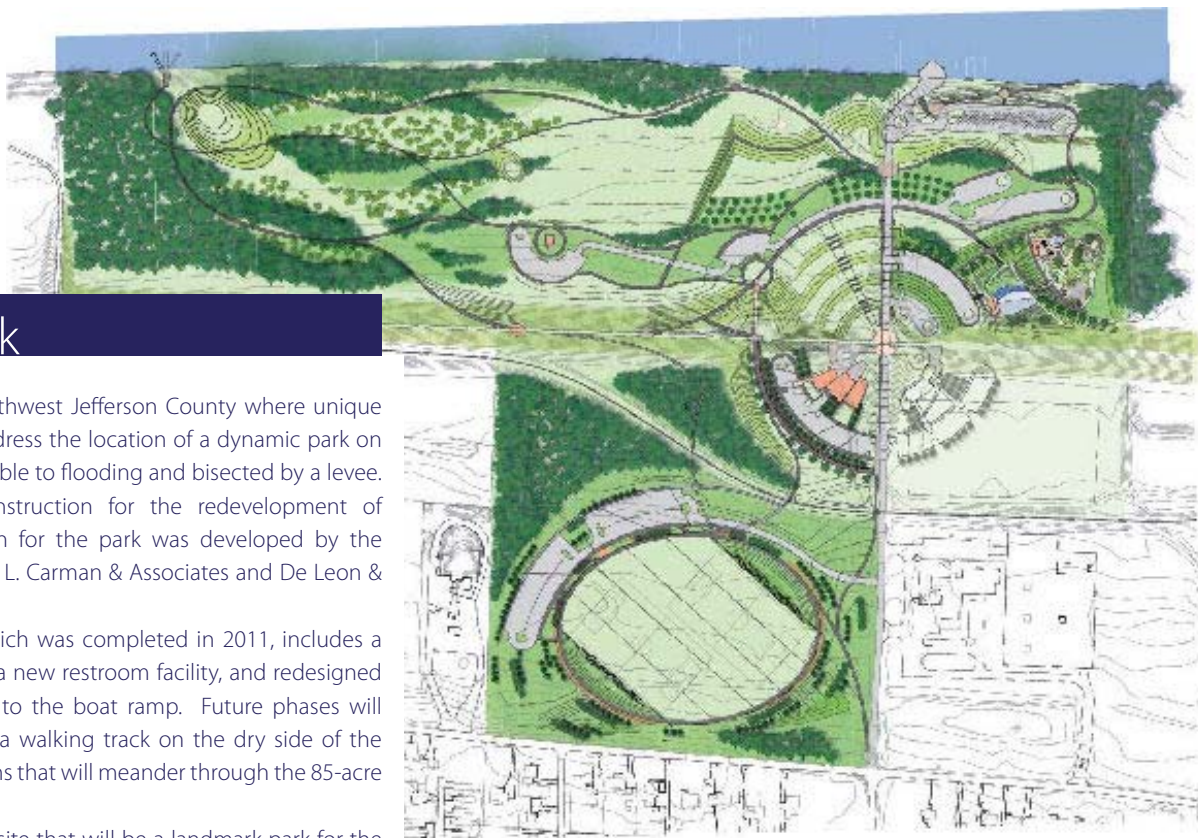 k
thwest Jefferson County where unique
dress the location of a dynamic park on
ble to flooding and bisected by a levee.
nstruction for the redevelopment of
n for the park was developed by the
L. Carman & Associates and De Leon &
ich was completed in 2011, includes a
a new restroom facility, and redesigned
to the boat ramp. Future phases will
a walking track on the dry side of the
ns that will meander through the 85-acre
site that will be a landmark park for the